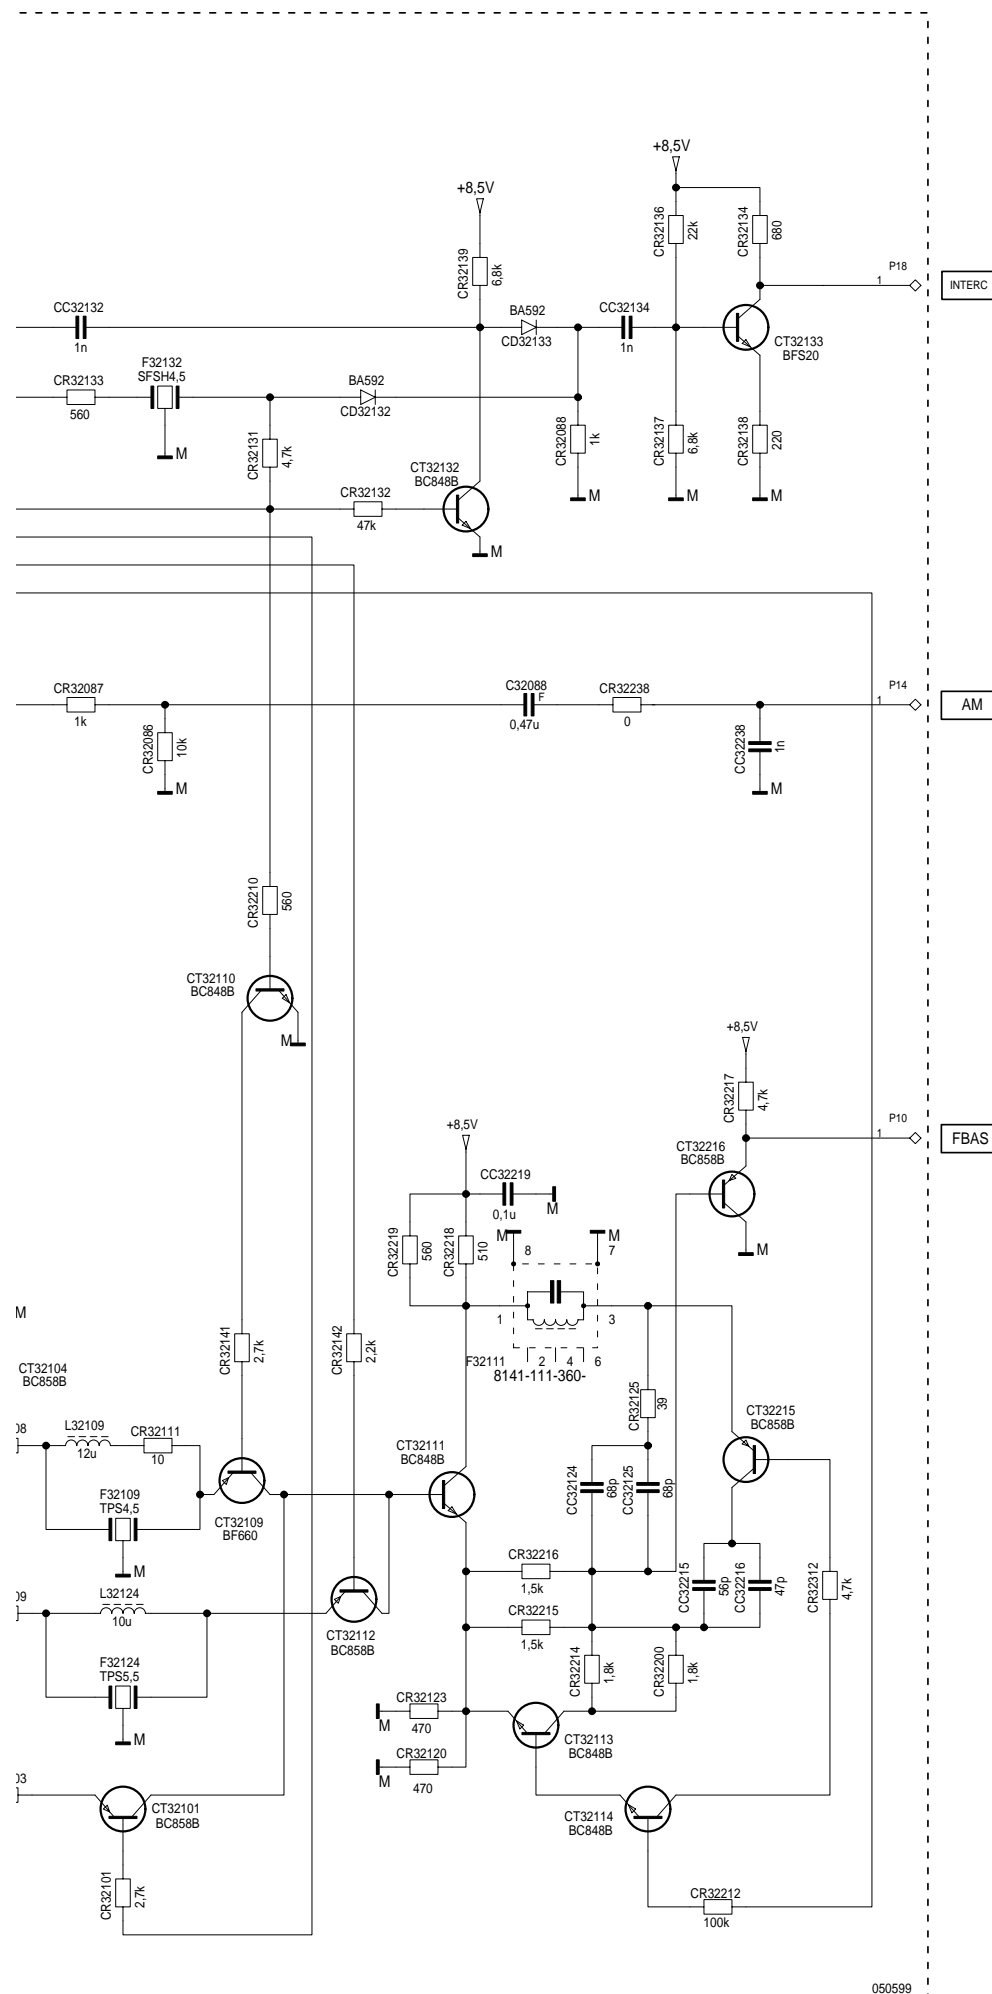 +8,5V
+8,5V
CR32136
22k
CR32134
680
CR32139
6,8k
P18
1
INTERC
CC32132
1n
BA592
CD32133
CC32134
1n
CT32133
BFS20
F32132
SFSH4,5
CR32133
560
M
BA592
CD32132
CR32131
4,7k
CR32088
1k
M
CR32137
6,8k
M
CR32138
220
M
CT32132
BC848B
CR32132
47k
M
CR32087
1k
CR32086
10k
M
C32088
F
0,47u
CR32238
0
P14
1
AM
CC32238
1n
M
CR32210
560
CT32110
BC848B
M
+8,5V
CR32217
4,7k
P10
1
FBAS
CT32216
BC858B
M
+8,5V
CC32219
0,1u
M
CR32219
560
CR32218
510
M
8
M
7
1
3
F32111
2
4
6
8141-111-360-
M
CR32141
2,7k
CR32142
2,2k
CT32104
BC858B
CR32125
39
CT32215
BC858B
08
L32109
12u
CR32111
10
CT32111
BC848B
F32109
TPS4,5
M
CT32109
BF660
CC32124
68p
CC32125
68p
CR32216
1,5k
CC32215
56p
CC32216
47p
CR32312
4,7k
09
L32124
10u
CT32112
BC858B
CR32215
1,5k
F32124
TPS5,5
M
CR32214
1,8k
CR32200
1,8k
M
CR32123
470
CT32113
BC848B
M
CR32120
470
03
CT32101
BC858B
CT32114
BC848B
CR32101
2,7k
CR32212
100k
050599